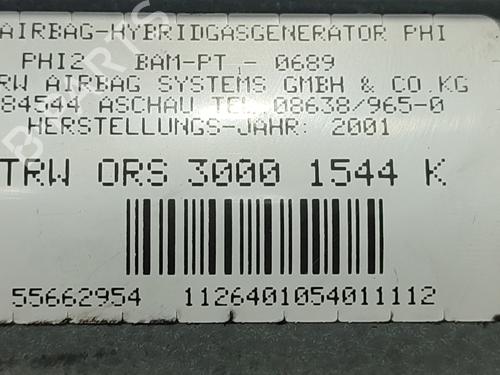 AIRBAG-HYBRIDGASGENERATOR PHI
PHI2 BAM-PT - 0689
RW AIRBAG SYSTEMS GMBH & CO.KG
84544 ASCHAU TEL 08638/965-0
HERSTELLUNGS-JAHR: 2001
TRW ORS 3000 1544 K
55662954 1126401054011112